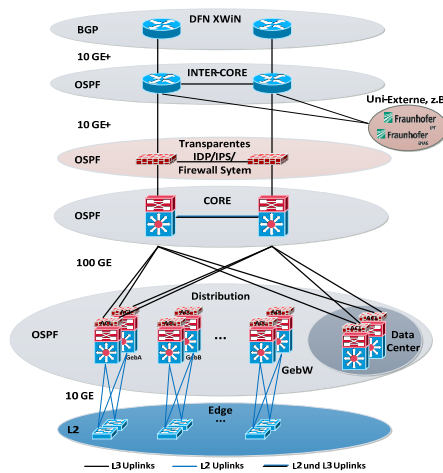 DFN XWiN
BGP
10 GE+
INTER-CORE
OSPF
Uni-Externe, z.B
Fraunhofer
IPT
Fraunhofer
10 GE+
Transparentes
IDP/IPS/
Firewall Sytem
OSPF
CORE
OSPF
100 GE
Distribution
OSPF
GebA
GebB
...
GebW
Data
Center
10 GE
Edge
...
L2
L3 Uplinks
L2 Uplinks
L2 und L3 Uplinks